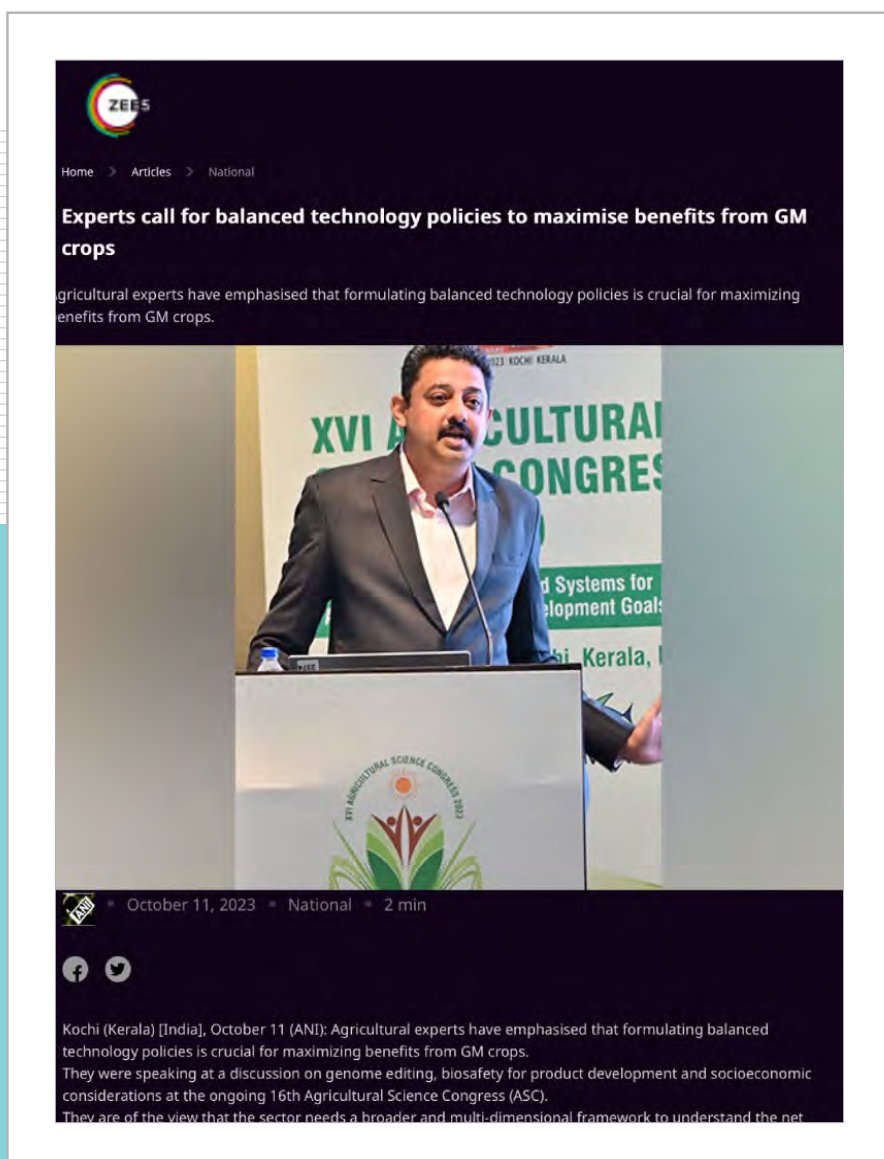 ZEE5
Home > Articles > National
Experts call for balanced technology policies to maximise benefits from GM
crops
gricultural experts have emphasised that formulating balanced technology policies is crucial for maximizing
enefits from GM crops.
2023 KOCHI KERALA
XVI A CULTURAL
CONGRES
d Systems for
elopment Goals
hi, Kerala, I
XVI AGRICULTURAL SCIENCE CONGRESS 2023
ANI
October 11, 2023 National 2 min
Kochi (Kerala) [India], October 11 (ANI): Agricultural experts have emphasised that formulating balanced
technology policies is crucial for maximizing benefits from GM crops.
They were speaking at a discussion on genome editing, biosafety for product development and socioeconomic
considerations at the ongoing 16th Agricultural Science Congress (ASC).
They are of the view that the sector needs a broader and multi-dimensional framework to understand the net